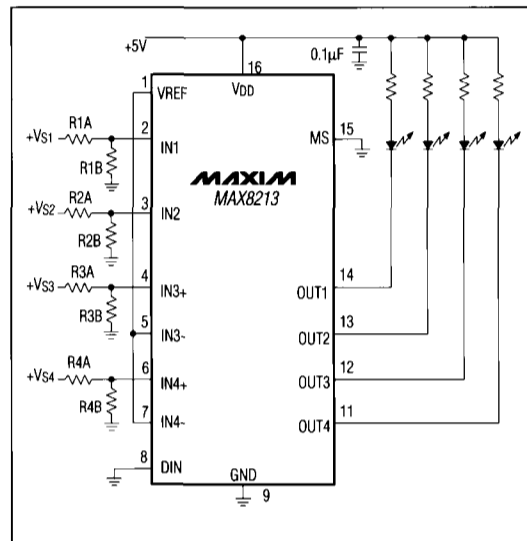 +5V
0.1µF
16
VDD
1
VREF
MS
15
+VS1
R1A
2
IN1
R1B
MAXIM
MAX8213
+VS2
R2A
3
IN2
R2B
+VS3
R3A
4
IN3+
R3B
14
OUT1
5
IN3-
13
OUT2
+VS4
R4A
6
IN4+
R4B
12
OUT3
7
IN4-
11
OUT4
8
DIN
GND
9